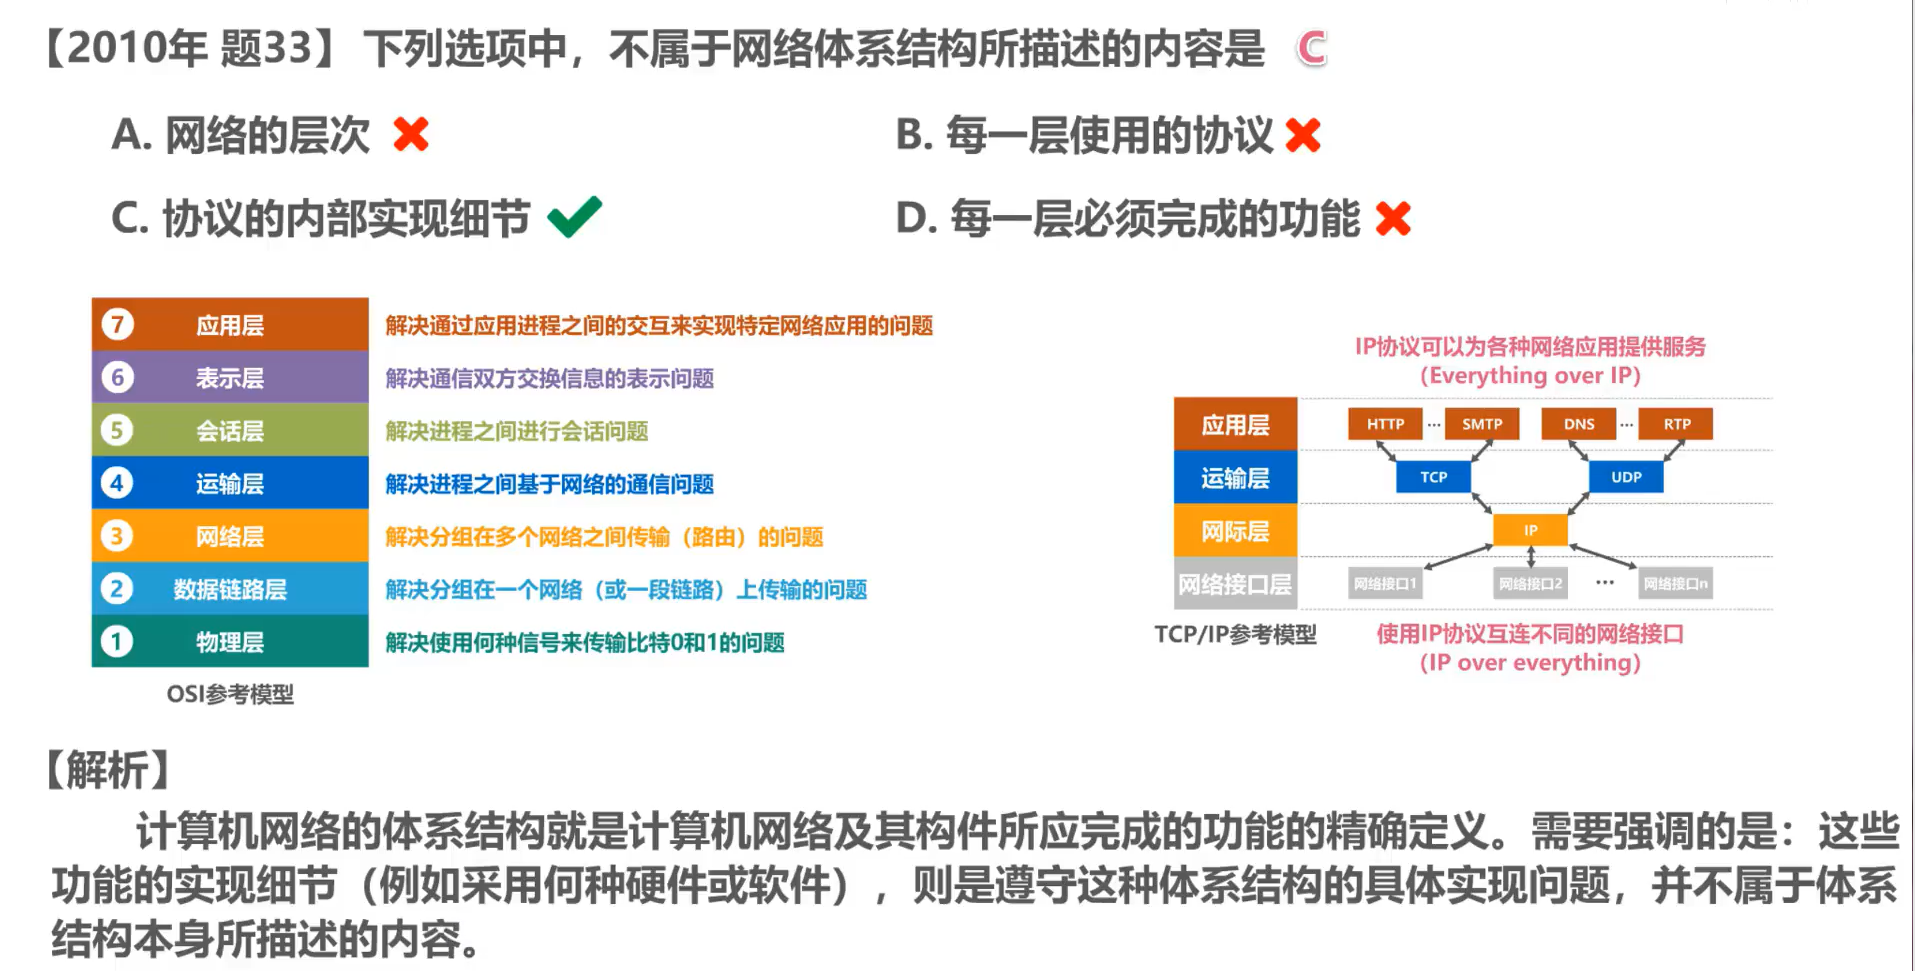 【2010年 题33】下列选项中，不属于网络体系结构所描述的内容是 C
A. 网络的层次
B. 每一层使用的协议
C. 协议的内部实现细节
D. 每一层必须完成的功能
7 应用层 解决通过应用进程之间的交互来实现特定网络应用的问题
6 表示层 解决通信双方交换信息的表示问题
5 会话层 解决进程之间进行会话问题
4 运输层 解决进程之间基于网络的通信问题
3 网络层 解决分组在多个网络之间传输（路由）的问题
2 数据链路层 解决分组在一个网络（或一段链路）上传输的问题
1 物理层 解决使用何种信号来传输比特0和1的问题
OSI参考模型
IP协议可以为各种网络应用提供服务
（Everything over IP）
应用层 HTTP ... SMTP DNS ... RTP
运输层 TCP UDP
网际层 IP
网络接口层 网络接口1 网络接口2 ... 网络接口n
TCP/IP参考模型
使用IP协议互连不同的网络接口
（IP over everything）
【解析】
计算机网络的体系结构就是计算机网络及其构件所应完成的功能的精确定义。需要强调的是：这些
功能的实现细节（例如采用何种硬件或软件），则是遵守这种体系结构的具体实现问题，并不属于体系
结构本身所描述的内容。